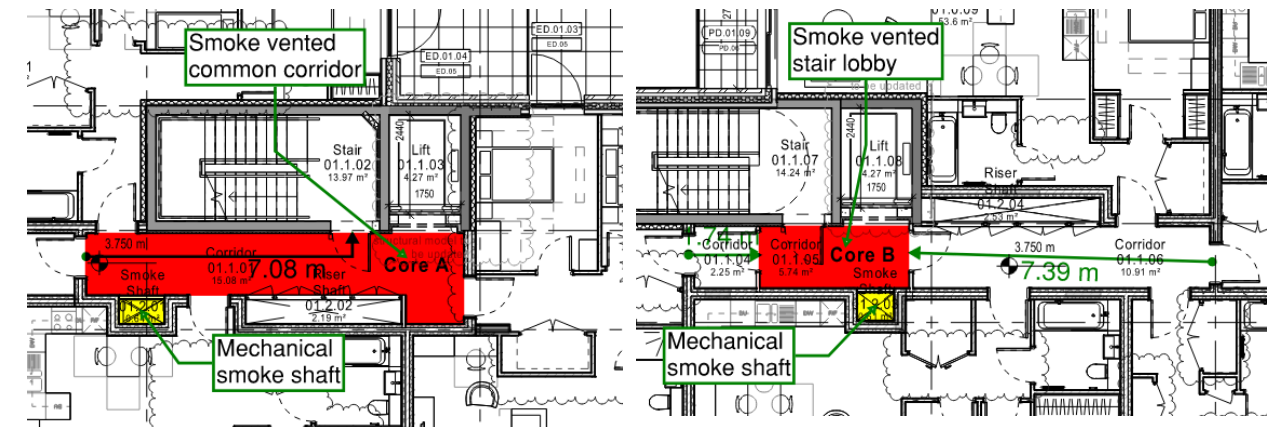 ED.01.03
ED.05
ED.01.04
ED.05
Smoke vented
common corridor
Stair
01.1.02
13.97 m²
2440
Lift
01.1.03
4.27 m²
1750
3.750 m
Corridor
15.08 m²
7.08 m
Core A
Smoke
Shaft
Riser
Shaft
01.2.02
2.19 m²
Mechanical
smoke shaft
53.6 m²
PD.01.09
Smoke vented
stair lobby
to be updated
Stair
01.1.07
14.24 m²
2440
Lift
01.1.08
4.27 m²
1750
Riser
Shaft
01.2.04
2.53 m²
Corridor
01.1.04
2.25 m²
Corridor
01.1.05
5.74 m²
Core B
Smoke
Shaft
3.750 m
7.39 m
Corridor
01.1.06
10.91 m²
Mechanical
smoke shaft